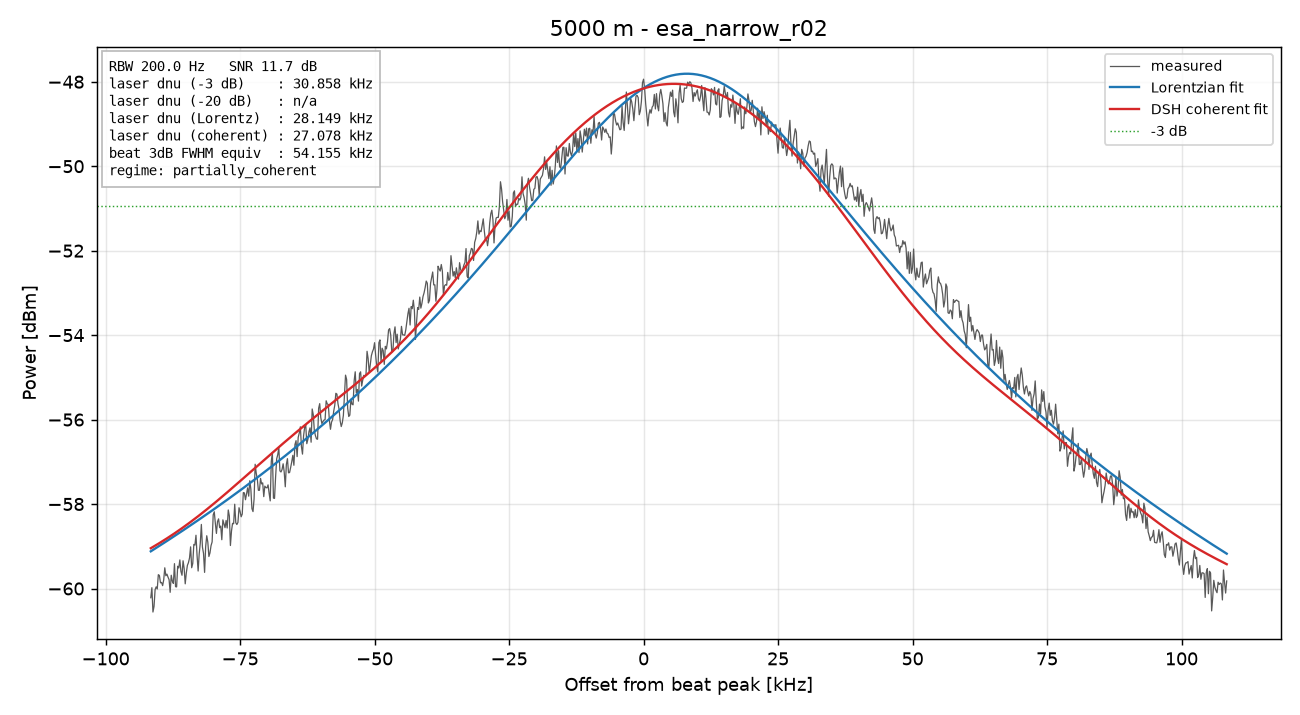 5000 m - esa_narrow_r02
RBW 200.0 Hz   SNR 11.7 dB
laser dnu (-3 dB)    : 30.858 kHz
laser dnu (-20 dB)   : n/a
laser dnu (Lorentz)  : 28.149 kHz
laser dnu (coherent) : 27.078 kHz
beat 3dB FWHM equiv  : 54.155 kHz
regime: partially_coherent
measured
Lorentzian fit
DSH coherent fit
-3 dB
Power [dBm]
−48
−50
−52
−54
−56
−58
−60
−100 −75 −50 −25 0 25 50 75 100
Offset from beat peak [kHz]